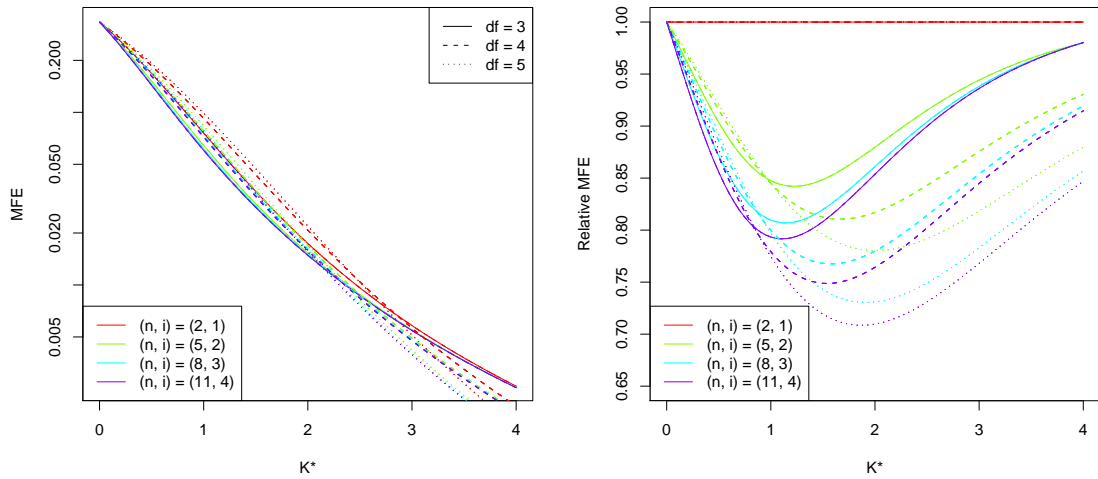 MFE
0.200
0.050
0.020
0.005
df = 3
df = 4
df = 5
(n, i) = (2, 1)
(n, i) = (5, 2)
(n, i) = (8, 3)
(n, i) = (11, 4)
0 1 2 3 4
K*
Relative MFE
1.00
0.95
0.90
0.85
0.80
0.75
0.70
0.65
(n, i) = (2, 1)
(n, i) = (5, 2)
(n, i) = (8, 3)
(n, i) = (11, 4)
0 1 2 3 4
K*